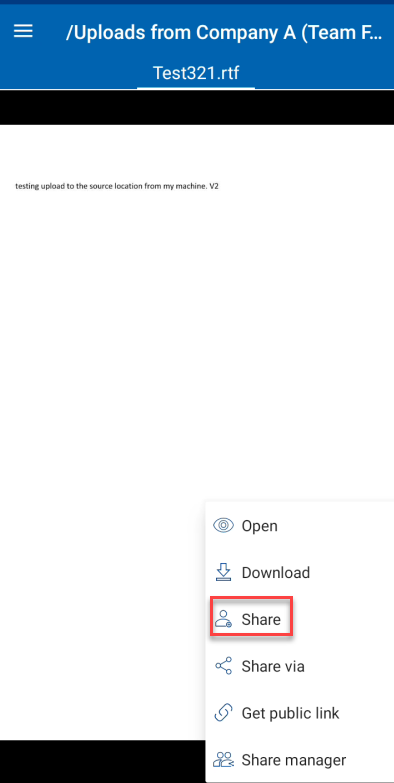 /Uploads from Company A (Team F...
Test321.rtf
testing upload to the source location from my machine. V2
Open
Download
Share
Share via
Get public link
Share manager